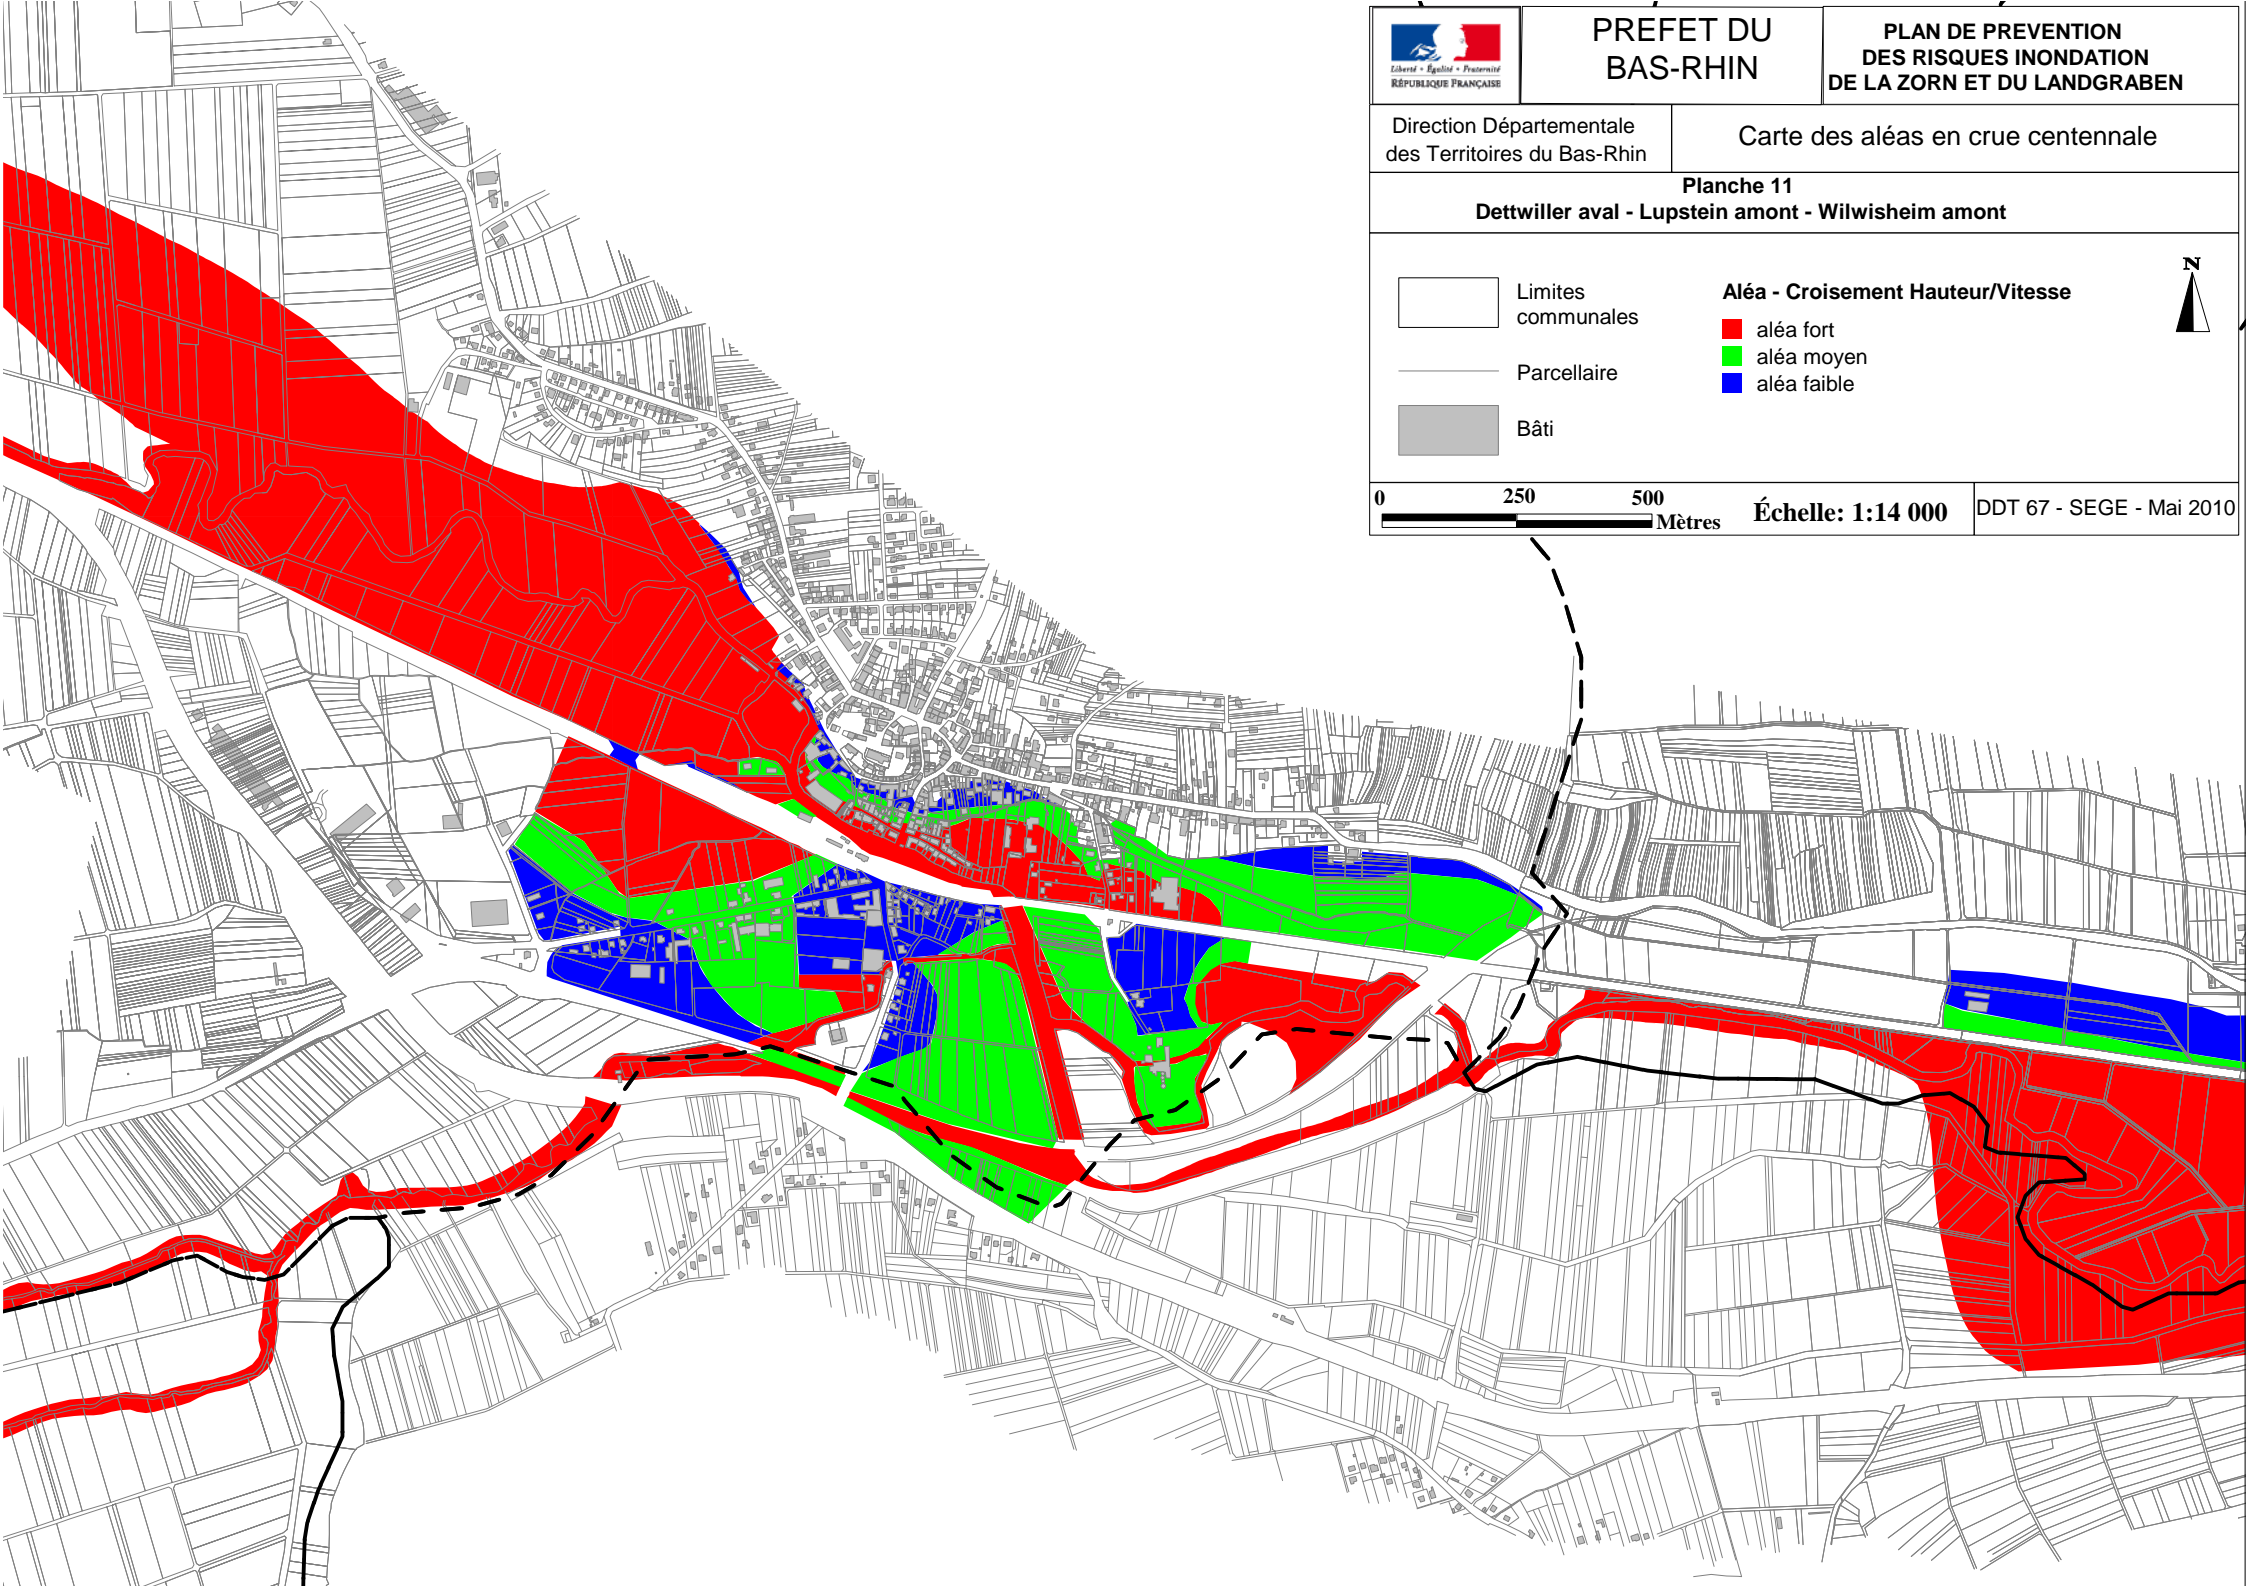 Liberté • Égalité • Fraternité
RÉPUBLIQUE FRANÇAISE
PREFET DU
BAS-RHIN
PLAN DE PREVENTION
DES RISQUES INONDATION
DE LA ZORN ET DU LANDGRABEN
Direction Départementale
des Territoires du Bas-Rhin
Carte des aléas en crue centennale
Planche 11
Dettwiller aval - Lupstein amont - Wilwisheim amont
Limites
communales
Parcellaire
Bâti
Aléa - Croisement Hauteur/Vitesse
aléa fort
aléa moyen
aléa faible
N
0 250 500
Mètres
Échelle: 1:14 000
DDT 67 - SEGE - Mai 2010